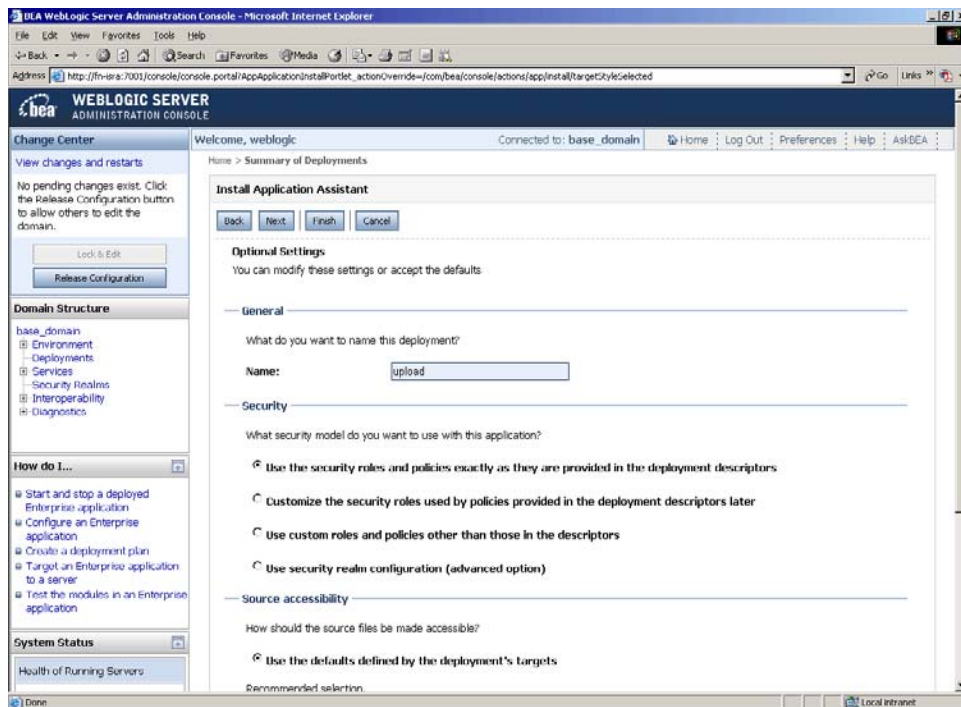 BEA WebLogic Server Administration Console - Microsoft Internet Explorer
File Edit View Favorites Tools Help
Back Search Favorites Media
Address http://fn-isra:7001/console/console.portal?AppApplicationInstallPortlet_actionOverride=/com/bea/console/actions/app/install/targetStyleSelected Go Links »
bea WEBLOGIC SERVER
ADMINISTRATION CONSOLE
Change Center
View changes and restarts
No pending changes exist. Click
the Release Configuration button
to allow others to edit the
domain.
Lock & Edit
Release Configuration
Domain Structure
base_domain
Environment
Deployments
Services
Security Realms
Interoperability
Diagnostics
How do I...
Start and stop a deployed
Enterprise application
Configure an Enterprise
application
Create a deployment plan
Target an Enterprise application
to a server
Test the modules in an Enterprise
application
System Status
Health of Running Servers
Welcome, weblogic Connected to: base_domain Home Log Out Preferences Help AskBEA
Home > Summary of Deployments
Install Application Assistant
Back Next Finish Cancel
Optional Settings
You can modify these settings or accept the defaults
General
What do you want to name this deployment?
Name: upload
Security
What security model do you want to use with this application?
Use the security roles and policies exactly as they are provided in the deployment descriptors
Customize the security roles used by policies provided in the deployment descriptors later
Use custom roles and policies other than those in the descriptors
Use security realm configuration (advanced option)
Source accessibility
How should the source files be made accessible?
Use the defaults defined by the deployment's targets
Recommended selection.
Done Local intranet